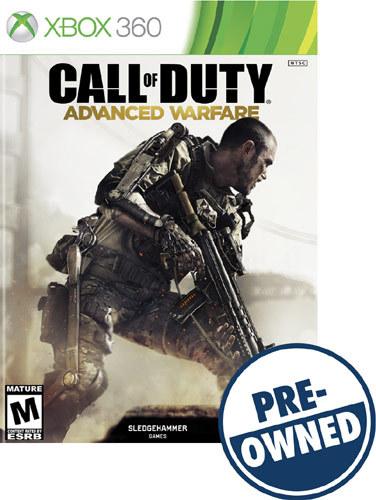 XBOX 360
NTSC
CALL OF DUTY®
ADVANCED WARFARE
MATURE
M
CONTENT RATED BY
ESRB
SLEDGEHAMMER
GAMES
PRE-
OWNED